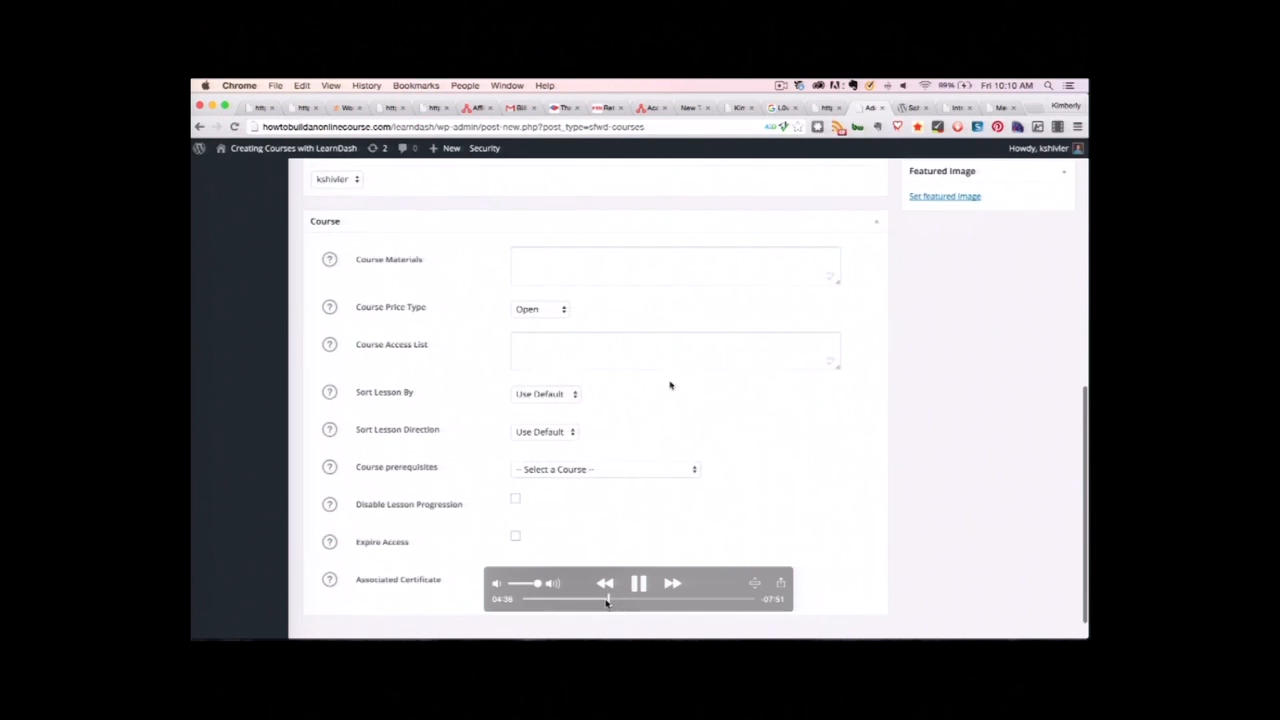 Chrome File Edit View History Bookmarks People Window Help 99% Fri 10:10 AM
Kimberly
howtobuildanonlinecourse.com/learndash/wp-admin/post-new.php?post_type=sfwd-courses
Creating Courses with LearnDash 2 0 New Security Howdy, kshivler
Featured Image
kshivler
Set featured image
Course
Course Materials
Course Price Type Open
Course Access List
Sort Lesson By Use Default
Sort Lesson Direction Use Default
Course prerequisites -- Select a Course --
Disable Lesson Progression
Expire Access
Associated Certificate
04:36 -07:51